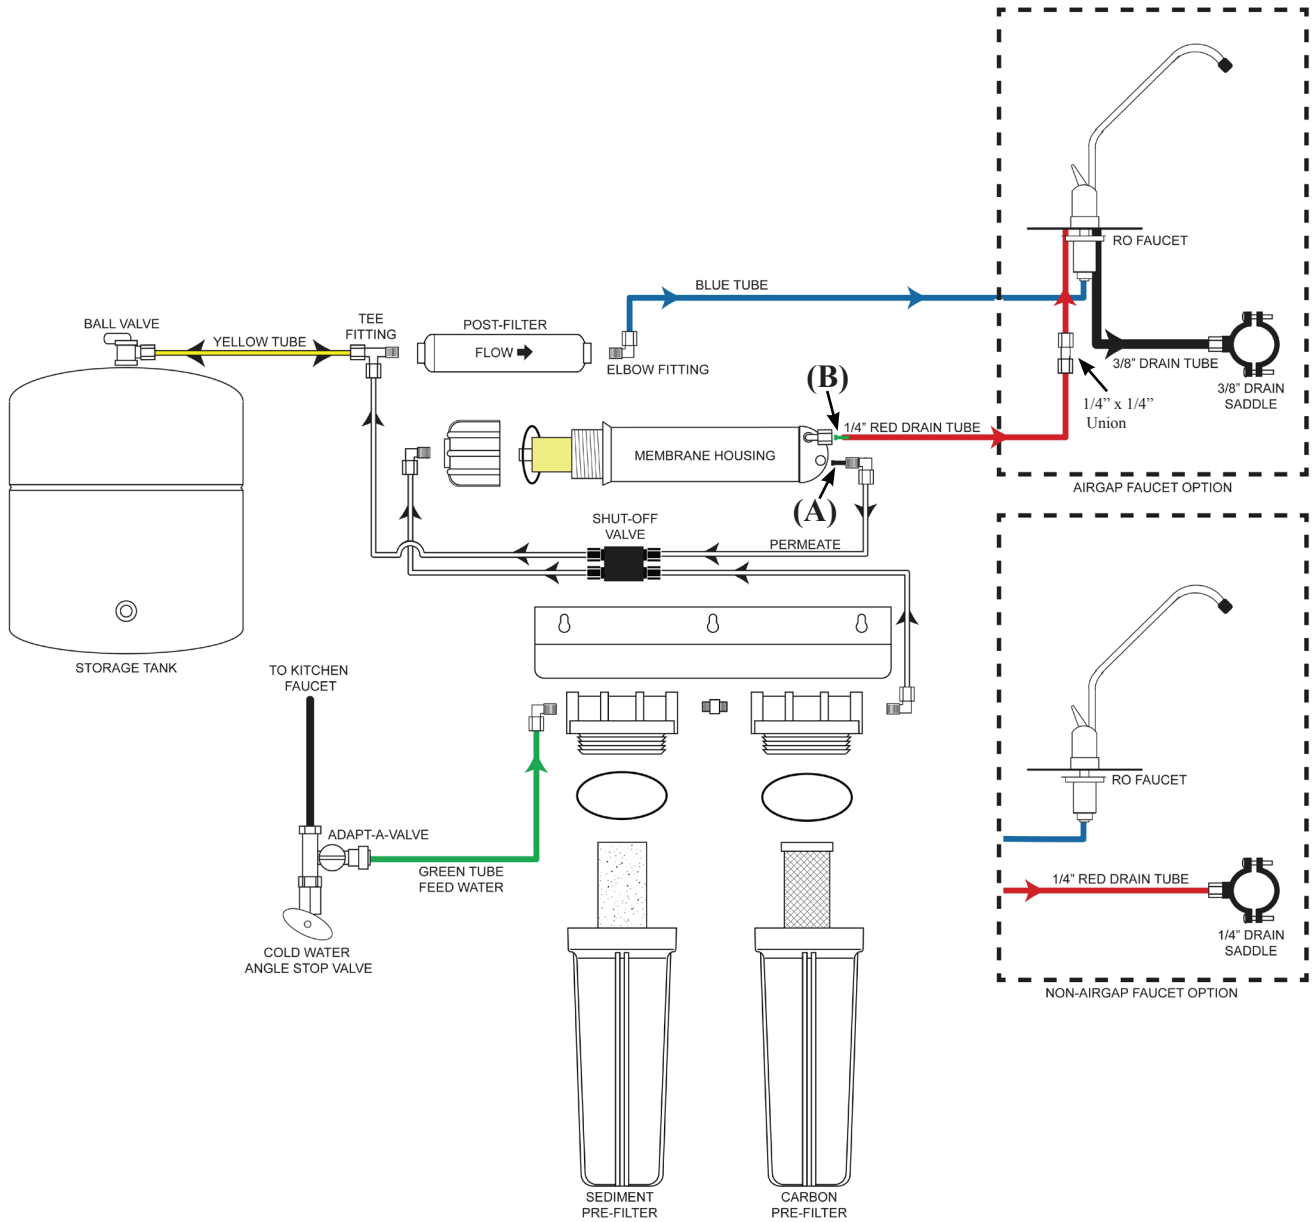 RO FAUCET
BLUE TUBE
BALL VALVE
YELLOW TUBE
TEE
FITTING
POST-FILTER
FLOW
ELBOW FITTING
3/8” DRAIN TUBE
3/8” DRAIN
SADDLE
1/4” x 1/4”
Union
(B)
1/4” RED DRAIN TUBE
MEMBRANE HOUSING
AIRGAP FAUCET OPTION
(A)
SHUT-OFF
VALVE
PERMEATE
STORAGE TANK
TO KITCHEN
FAUCET
RO FAUCET
ADAPT-A-VALVE
GREEN TUBE
FEED WATER
1/4” RED DRAIN TUBE
1/4” DRAIN
SADDLE
COLD WATER
ANGLE STOP VALVE
NON-AIRGAP FAUCET OPTION
SEDIMENT
PRE-FILTER
CARBON
PRE-FILTER